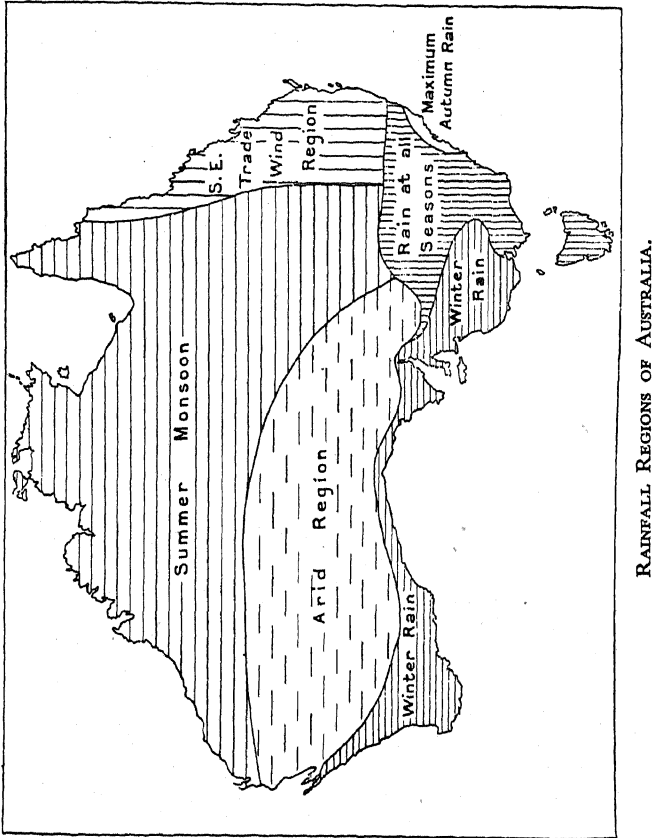 Summer Monsoon
S. E.
Trade
Wind
Region
Arid Region
Rain at all
Seasons
Maximum
Autumn Rain
Winter Rain
Winter
Rain
RAINFALL REGIONS OF AUSTRALIA.